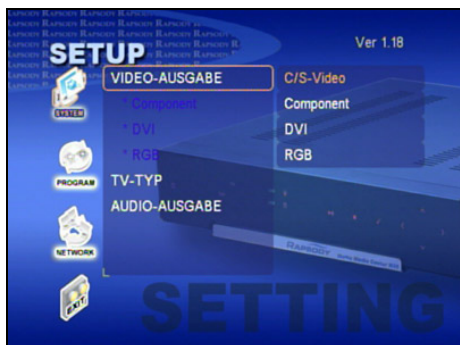 SETUP
Ver 1.18
VIDEO-AUSGABE
C/S-Video
* Component
Component
* DVI
DVI
* RGB
RGB
TV-TYP
AUDIO-AUSGABE
SYSTEM
PROGRAM
NETWORK
EXIT
RAPSODY
SETTING